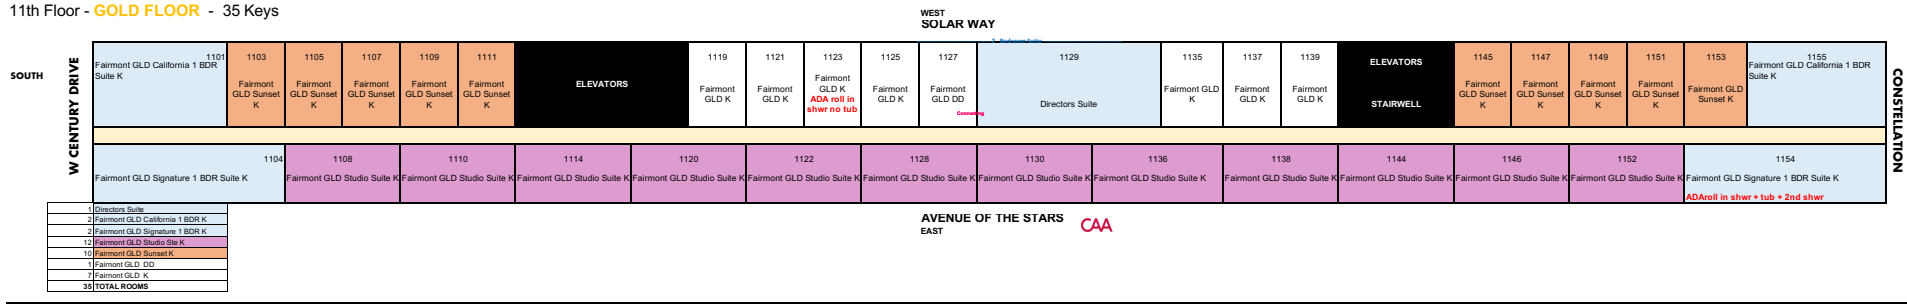 11th Floor - GOLD FLOOR - 35 Keys
WEST
SOLAR WAY
SOUTH
W CENTURY DRIVE
CONSTELLATION
1101
Fairmont GLD California 1 BDR
Suite K
1103
Fairmont
GLD Sunset
K
1105
Fairmont
GLD Sunset
K
1107
Fairmont
GLD Sunset
K
1109
Fairmont
GLD Sunset
K
1111
Fairmont
GLD Sunset
K
ELEVATORS
1119
Fairmont
GLD K
1121
Fairmont
GLD K
1123
Fairmont
GLD K
ADA roll in
shwr no tub
1125
Fairmont
GLD K
1127
Fairmont
GLD DD
Connecting
2 Bedroom Suite
1129
Directors Suite
1135
Fairmont GLD
K
1137
Fairmont
GLD K
1139
Fairmont
GLD K
ELEVATORS
STAIRWELL
1145
Fairmont
GLD Sunset
K
1147
Fairmont
GLD Sunset
K
1149
Fairmont
GLD Sunset
K
1151
Fairmont
GLD Sunset
K
1153
Fairmont GLD
Sunset K
1155
Fairmont GLD California 1 BDR
Suite K
1104
Fairmont GLD Signature 1 BDR Suite K
1108
Fairmont GLD Studio Suite K
1110
Fairmont GLD Studio Suite K
1114
Fairmont GLD Studio Suite K
1120
Fairmont GLD Studio Suite K
1122
Fairmont GLD Studio Suite K
1128
Fairmont GLD Studio Suite K
1130
Fairmont GLD Studio Suite K
1136
Fairmont GLD Studio Suite K
1138
Fairmont GLD Studio Suite K
1144
Fairmont GLD Studio Suite K
1146
Fairmont GLD Studio Suite K
1152
Fairmont GLD Studio Suite K
1154
Fairmont GLD Signature 1 BDR Suite K
ADAroll in shwr + tub + 2nd shwr
AVENUE OF THE STARS
EAST
CAA
1 Directors Suite
2 Fairmont GLD California 1 BDR K
2 Fairmont GLD Signature 1 BDR K
12 Fairmont GLD Studio Ste K
10 Fairmont GLD Sunset K
1 Fairmont GLD DD
7 Fairmont GLD K
35 TOTAL ROOMS